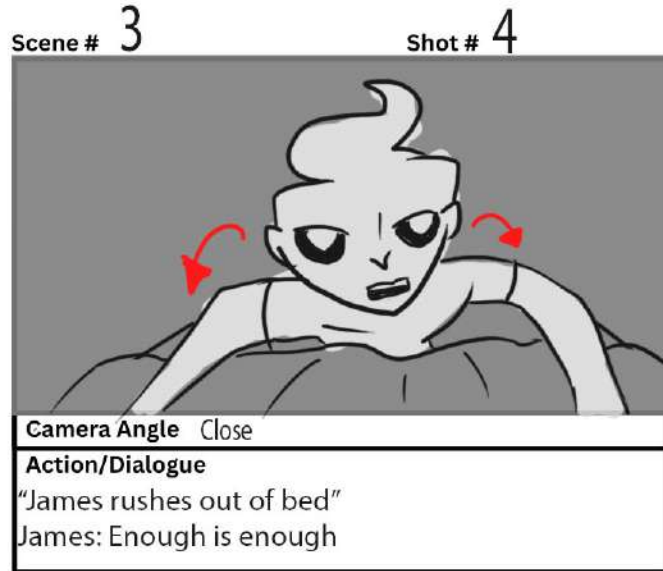 Scene # 3 Shot # 4
Camera Angle Close
Action/Dialogue
“James rushes out of bed”
James: Enough is enough